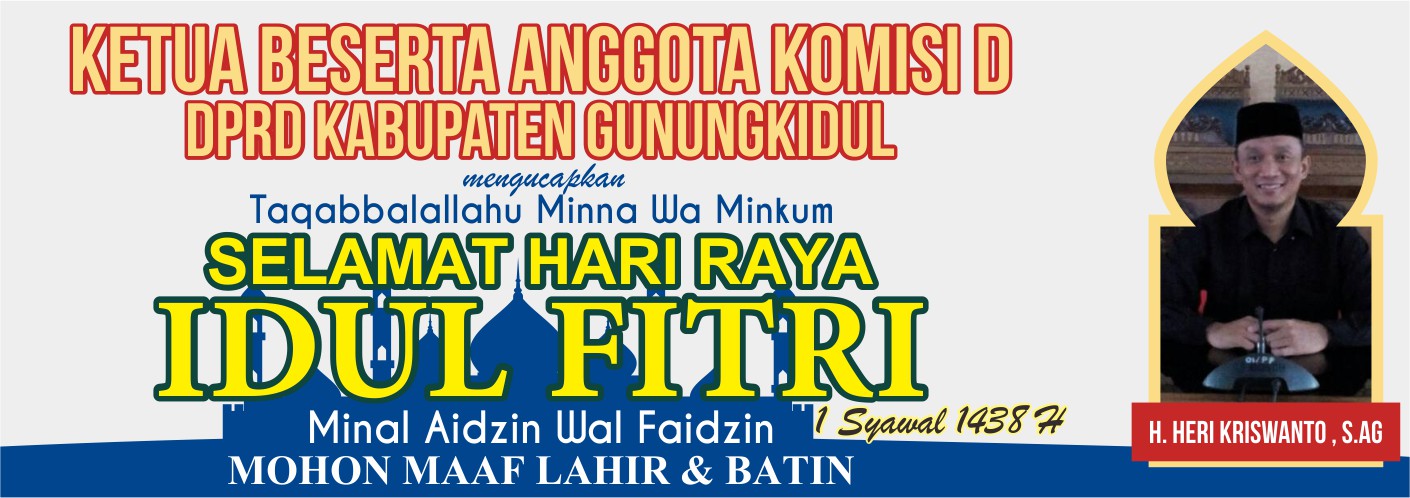 KETUA BESERTA ANGGOTA KOMISI D
DPRD KABUPATEN GUNUNGKIDUL
mengucapkan
Taqabbalallahu Minna Wa Minkum
SELAMAT HARI RAYA
IDUL FITRI
1 Syawal 1438 H
Minal Aidzin Wal Faidzin
MOHON MAAF LAHIR & BATIN
H. HERI KRISWANTO , S.AG